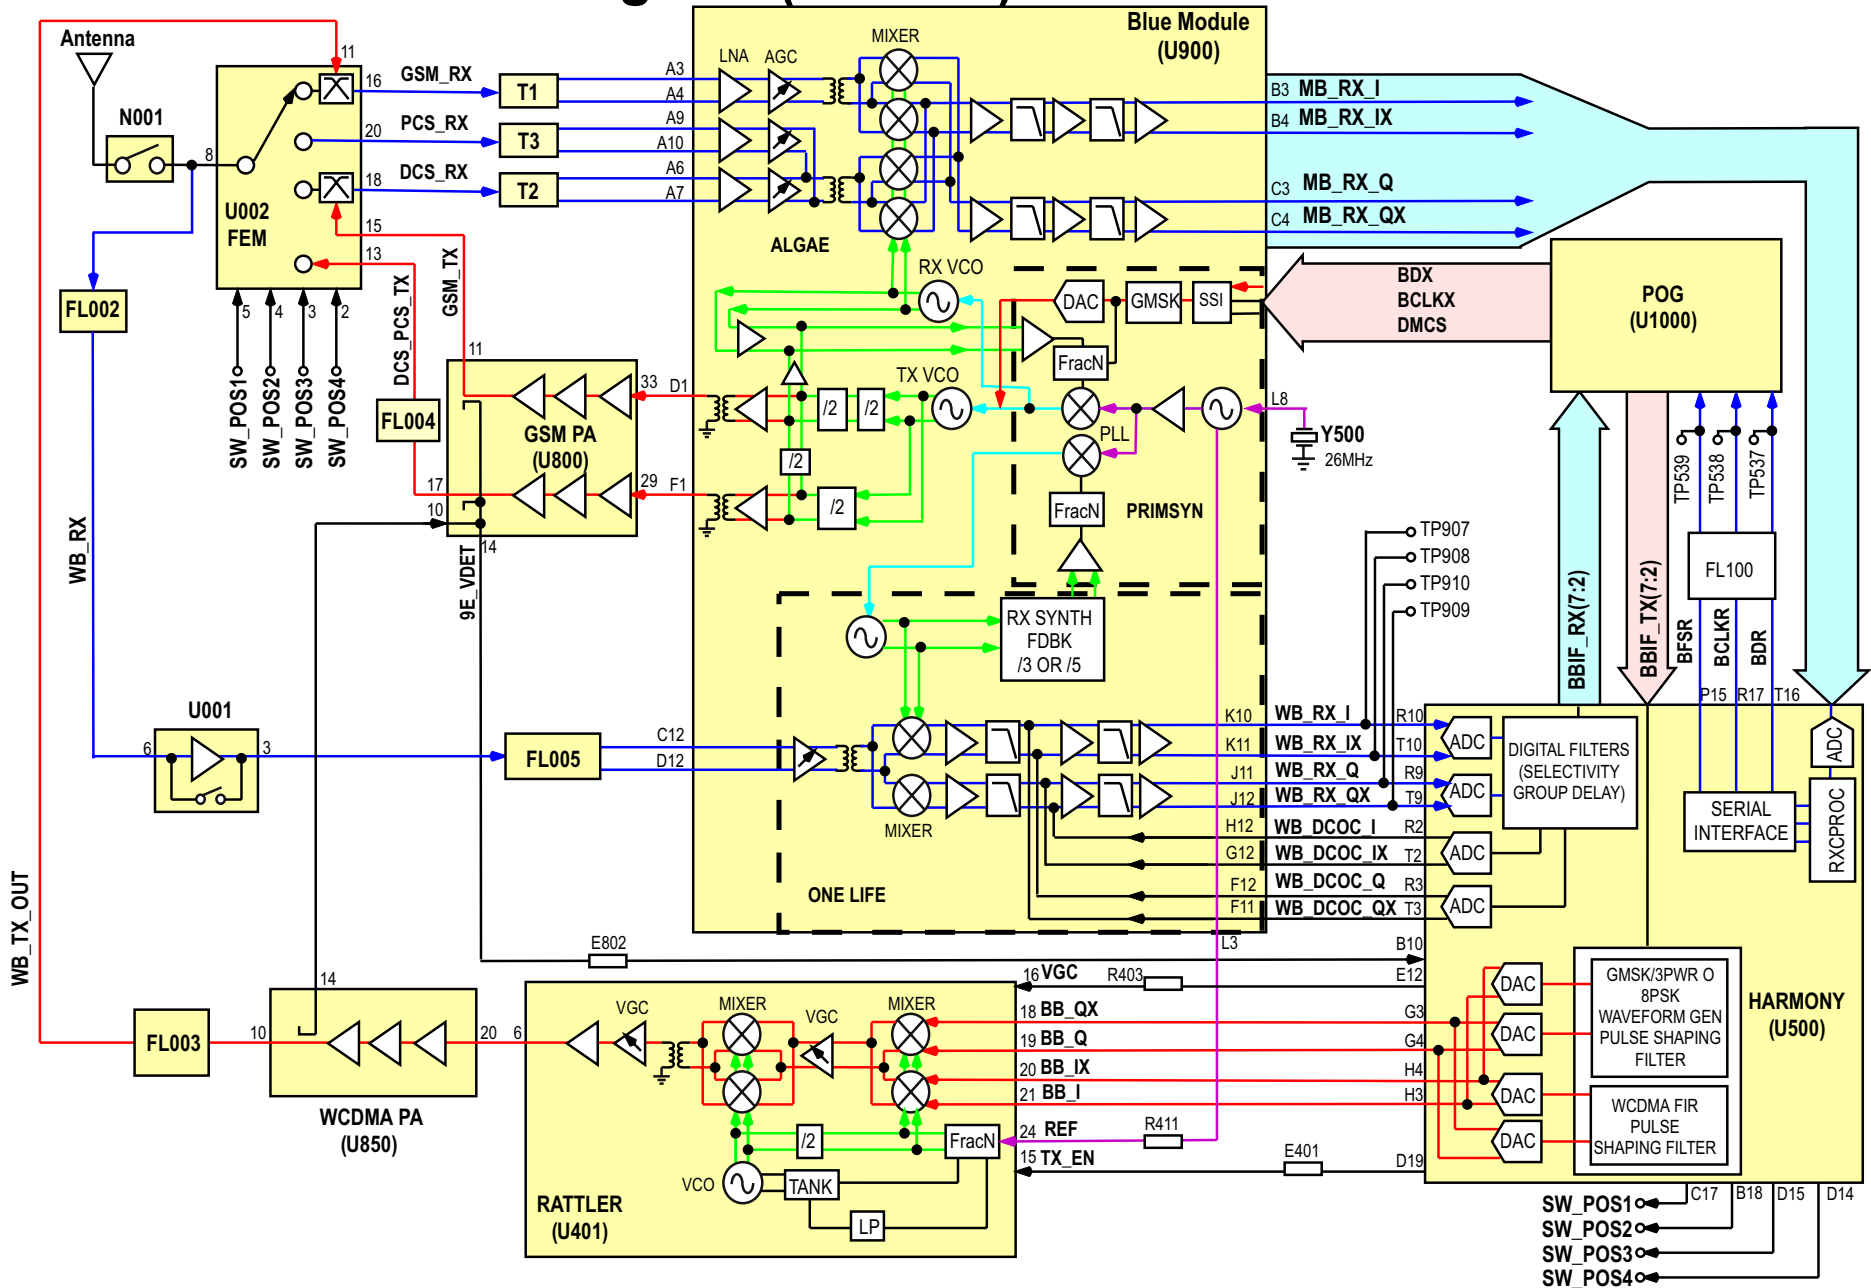 Antenna
N001
8
11
16
20
18
15
13
U002
FEM
5
4
3
2
SW_POS1
SW_POS2
SW_POS3
SW_POS4
GSM_RX
PCS_RX
DCS_RX
T1
T3
T2
A3
A4
A9
A10
A6
A7
LNA
AGC
MIXER
Blue Module
(U900)
ALGAE
B3 MB_RX_I
B4 MB_RX_IX
C3 MB_RX_Q
C4 MB_RX_QX
FL002
WB_RX
DCS_PCS_TX
GSM_TX
FL004
11
33
D1
GSM PA
(U800)
17
10
29
F1
14
9E_VDET
RX VCO
TX VCO
/2
/2
/2
/2
DAC
GMSK
SSI
FracN
PLL
FracN
PRIMSYN
L8
Y500
26MHz
BDX
BCLKX
DMCS
POG
(U1000)
TP539
TP538
TP537
FL100
BBIF_RX(7:2)
BBIF_TX(7:2)
BFSR
BCLKR
BDR
P15
R17
T16
TP907
TP908
TP910
TP909
RX SYNTH
FDBK
/3 OR /5
U001
6
3
FL005
C12
D12
MIXER
ONE LIFE
K10
WB_RX_I
R10
K11
WB_RX_IX
T10
J11
WB_RX_Q
R9
J12
WB_RX_QX
T9
H12
WB_DCOC_I
R2
G12
WB_DCOC_IX
T2
F12
WB_DCOC_Q
R3
F11
WB_DCOC_QX
T3
L3
ADC
ADC
ADC
ADC
DIGITAL FILTERS
(SELECTIVITY
GROUP DELAY)
SERIAL
INTERFACE
ADC
RXCPROC
E802
B10
WB_TX_OUT
FL003
10
14
20
WCDMA PA
(U850)
6
VGC
MIXER
VGC
MIXER
VCO
/2
TANK
LP
FracN
RATTLER
(U401)
16 VGC
R403
E12
18 BB_QX
G3
19 BB_Q
G4
20 BB_IX
H4
21 BB_I
H3
24 REF
R411
15 TX_EN
E401
D19
DAC
DAC
DAC
DAC
GMSK/3PWR O
8PSK
WAVEFORM GEN
PULSE SHAPING
FILTER
WCDMA FIR
PULSE
SHAPING FILTER
HARMONY
(U500)
C17
B18
D15
D14
SW_POS1
SW_POS2
SW_POS3
SW_POS4